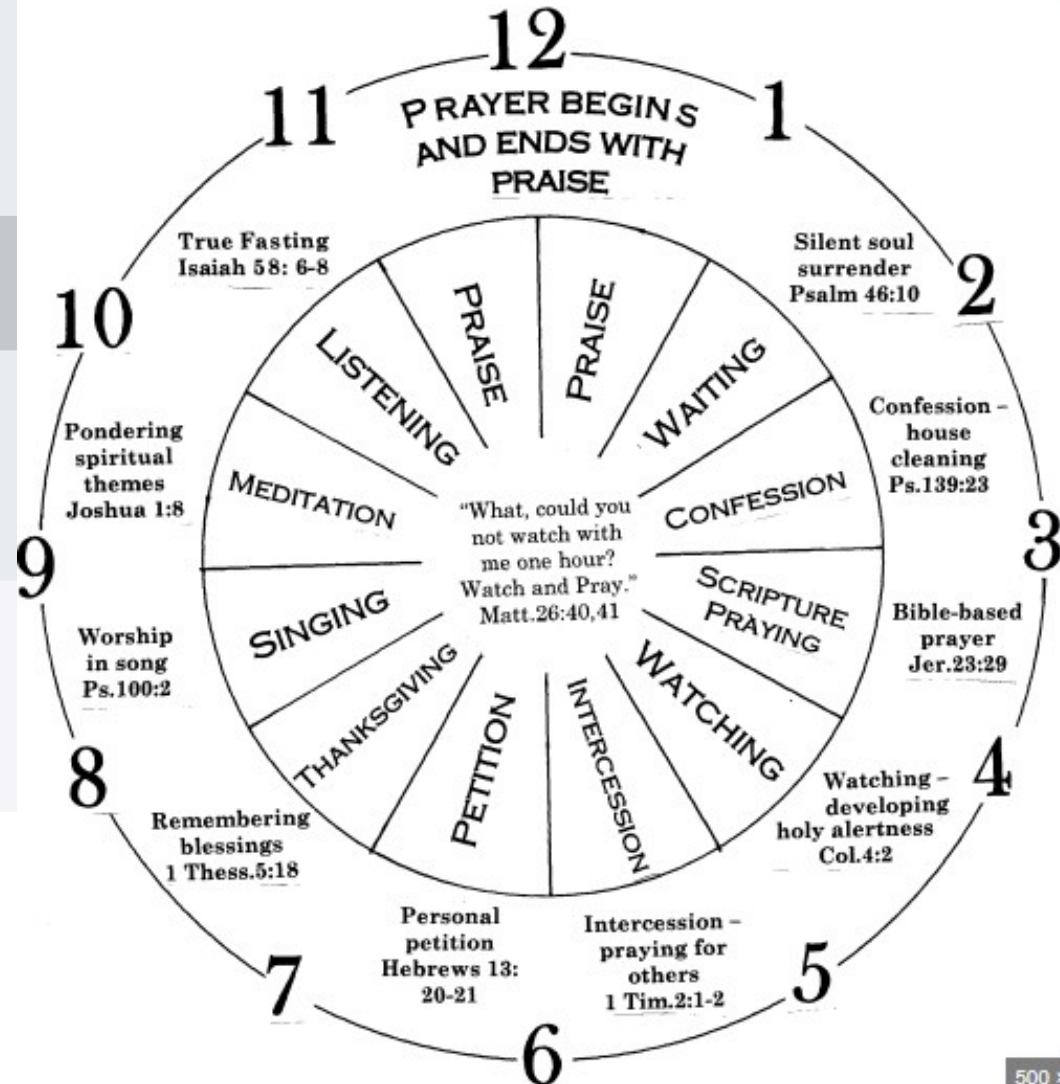 12
PRAYER BEGINS
AND ENDS WITH
PRAISE
1
Silent soul
surrender
Psalm 46:10
2
Confession –
house
cleaning
Ps.139:23
3
Bible-based
prayer
Jer.23:29
4
Watching –
developing
holy alertness
Col.4:2
5
Intercession –
praying for
others
1 Tim.2:1-2
6
Personal
petition
Hebrews 13:
20-21
7
Remembering
blessings
1 Thess.5:18
8
Worship
in song
Ps.100:2
9
Pondering
spiritual
themes
Joshua 1:8
10
True Fasting
Isaiah 58: 6-8
11
PRAISE
WAITING
CONFESSION
SCRIPTURE
PRAYING
WATCHING
INTERCESSION
PETITION
THANKSGIVING
SINGING
MEDITATION
LISTENING
PRAISE
"What, could you
not watch with
me one hour?
Watch and Pray."
Matt.26:40,41
500